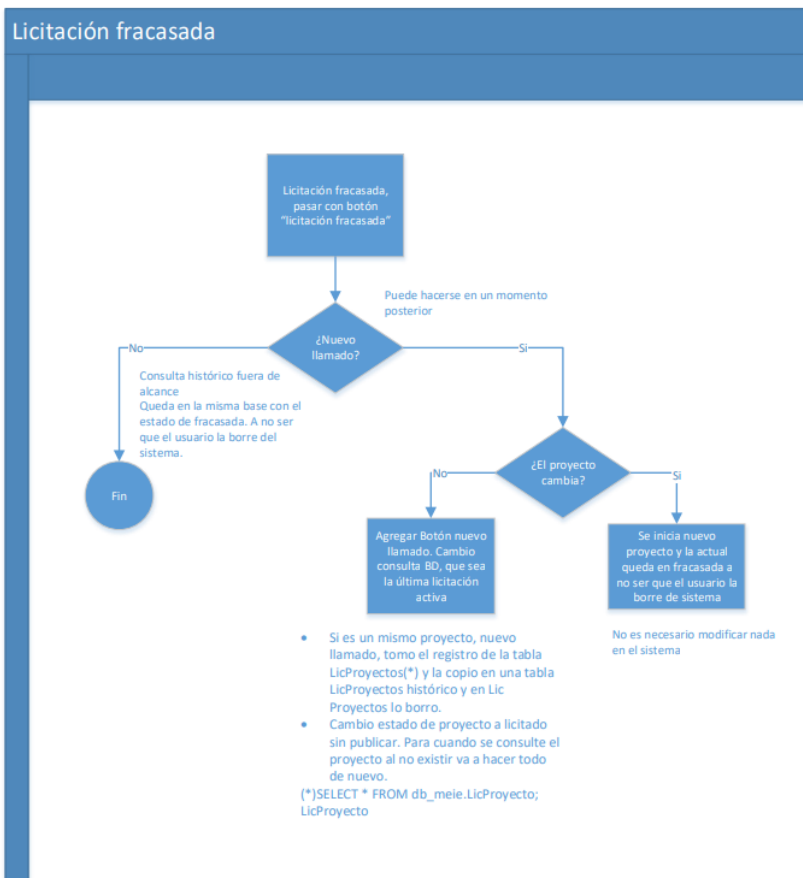 Licitación fracasada
Licitación fracasada,
pasar con botón
“licitación fracasada”
Puede hacerse en un momento
posterior
¿Nuevo
llamado?
No
Si
Consulta histórico fuera de
alcance
Queda en la misma base con el
estado de fracasada. A no ser
que el usuario la borre del
sistema.
Fin
¿El proyecto
cambia?
No
Si
Agregar Botón nuevo
llamado. Cambio
consulta BD, que sea
la última licitación
activa
Se inicia nuevo
proyecto y la actual
queda en fracasada a
no ser que el usuario la
borre de sistema
No es necesario modificar nada
en el sistema
• Si es un mismo proyecto, nuevo
llamado, tomo el registro de la tabla
LicProyectos(*) y la copio en una tabla
LicProyectos histórico y en Lic
Proyectos lo borro.
• Cambio estado de proyecto a licitado
sin publicar. Para cuando se consulte el
proyecto al no existir va a hacer todo
de nuevo.
(*)SELECT * FROM db_meie.LicProyecto;
LicProyecto